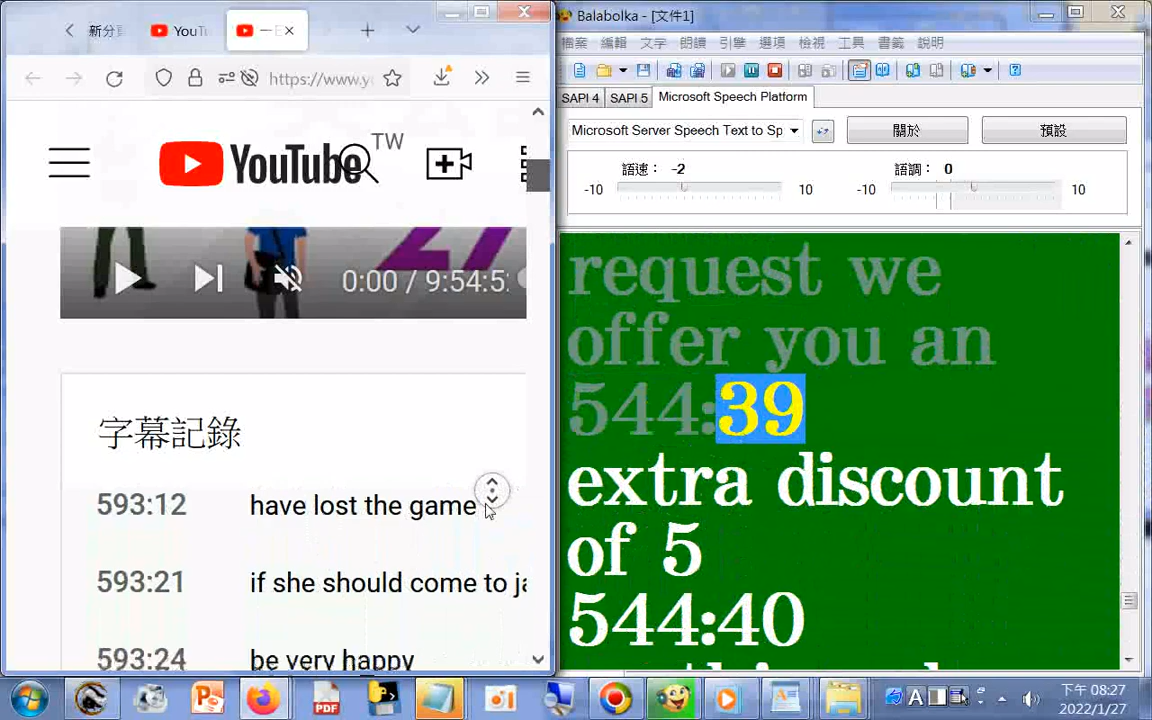 新分
YouTu
一 E
https://www.y
TW
YouTube
27
0:00 / 9:54:5
字幕記錄
593:12 have lost the game
593:21 if she should come to ja
593:24 be very happy
Balabolka - [文件1]
檔案 編輯 文字 朗讀 引擎 選項 檢視 工具 書籤 說明
SAPI 4 SAPI 5 Microsoft Speech Platform
Microsoft Server Speech Text to Sp
關於
預設
語速: -2
語調: 0
-10 10 -10 10
request we
offer you an
544:39
extra discount
of 5
544:40
PDF
A
下午 08:27
2022/1/27